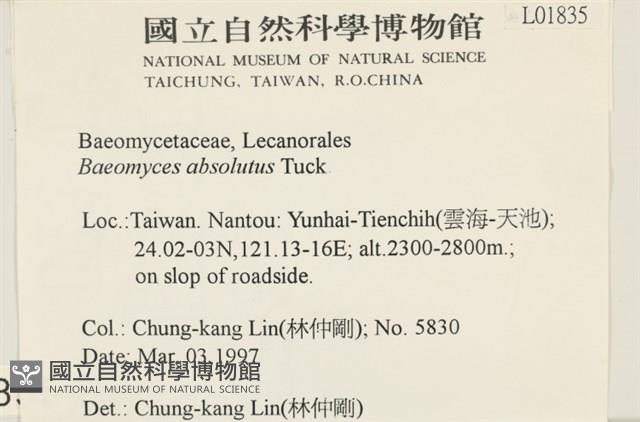 國立自然科學博物館 L01835
NATIONAL MUSEUM OF NATURAL SCIENCE
TAICHUNG, TAIWAN, R.O.CHINA
Baeomycetaceae, Lecanorales
Baeomyces absolutus Tuck.
Loc.:Taiwan. Nantou: Yunhai-Tienchih(雲海-天池);
24.02-03N,121.13-16E; alt.2300-2800m.;
on slop of roadside.
Col.: Chung-kang Lin(林仲剛); No. 5830
Date: Mar. 03.1997
國立自然科學博物館
NATIONAL MUSEUM OF NATURAL SCIENCE
Det.: Chung-kang Lin(林仲剛)